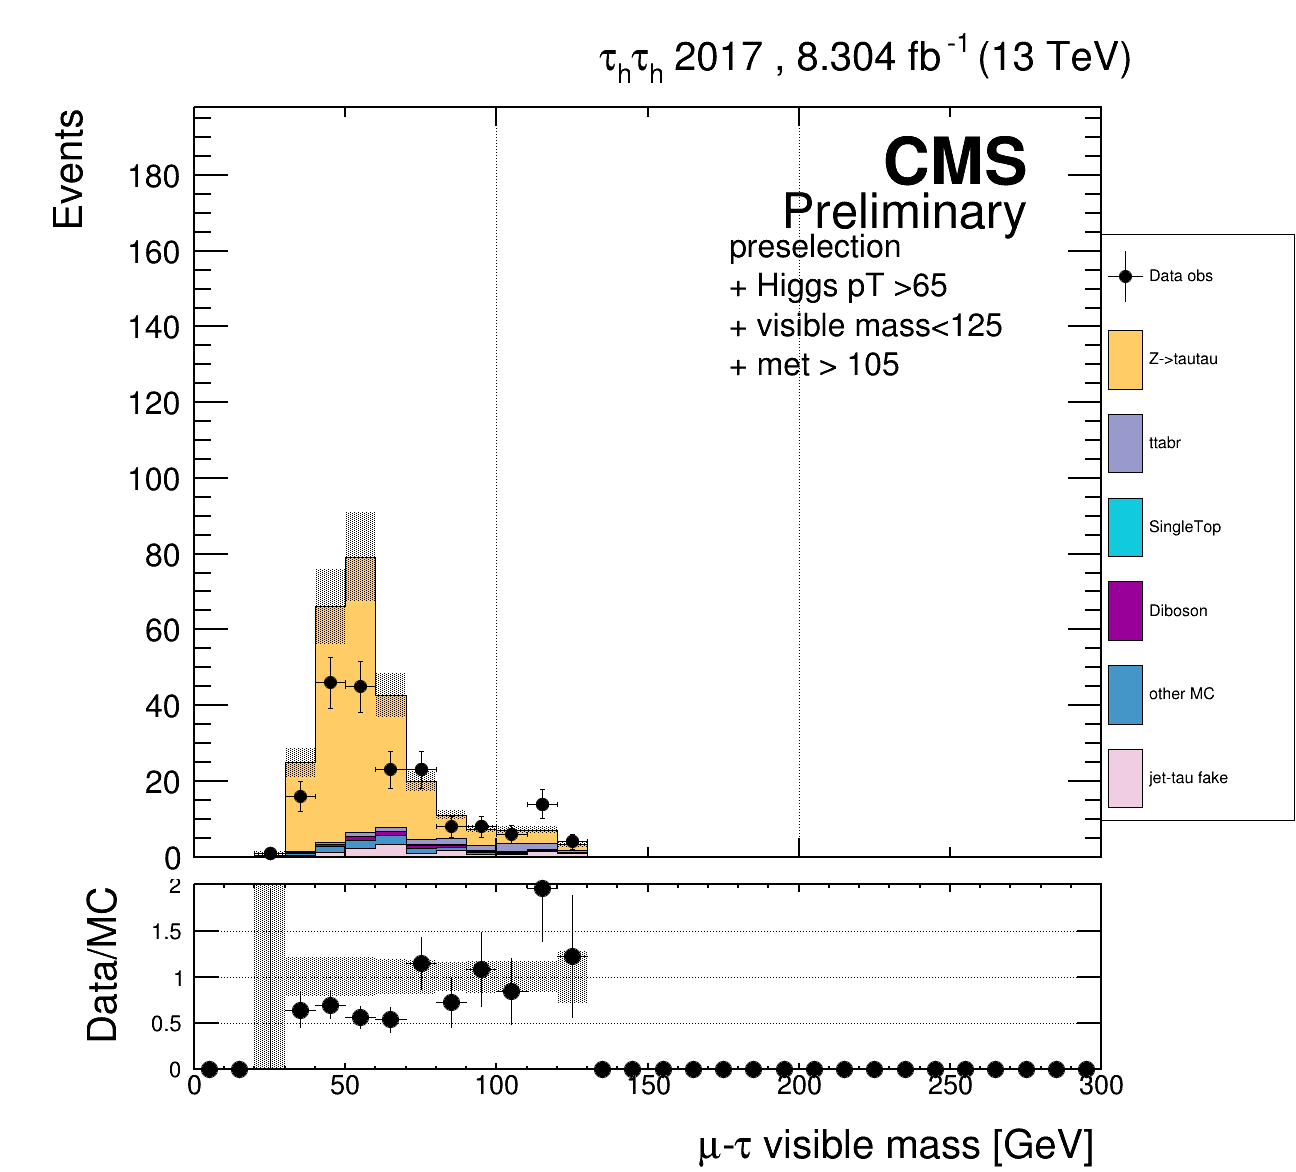 τhτh 2017 , 8.304 fb-1 (13 TeV)
Events
CMS
Preliminary
preselection
+ Higgs pT >65
+ visible mass<125
+ met > 105
180
160
140
120
100
80
60
40
20
0
Data obs
Z->tautau
ttabr
SingleTop
Diboson
other MC
jet-tau fake
Data/MC
2
1.5
1
0.5
0
0 50 100 150 200 250 300
μ-τ visible mass [GeV]